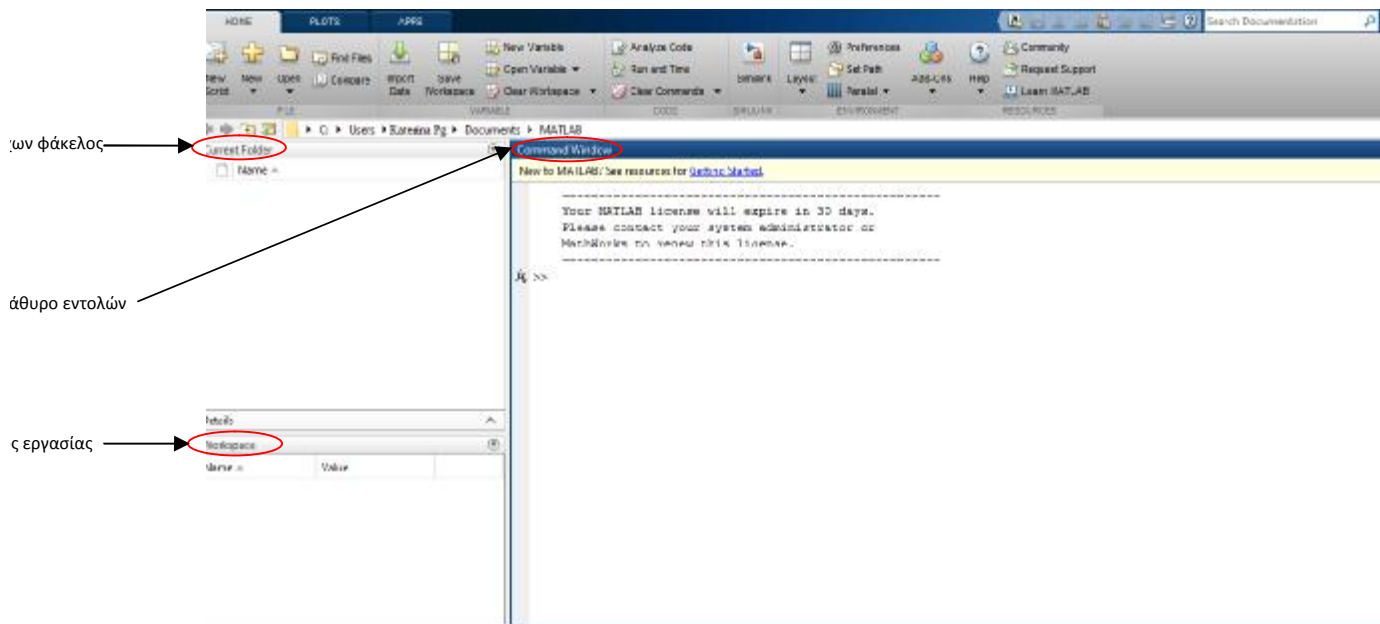 HOME PLOTS APPS Search Documentation
New Script New Open Find Files Compare Import Data Save Workspace New Variable Open Variable Clear Workspace Analyze Code Run and Time Clear Commands Simulink Layout Preferences Set Path Parallel Add-Ons Help Community Request Support Learn MATLAB
FILE VARIABLE CODE SIMULINK ENVIRONMENT RESOURCES
C: Users Documents MATLAB
φάκελος
Current Folder
Command Window
Name
New to MATLAB? See resources for Getting Started.
Your MATLAB license will expire in 30 days.
Please contact your system administrator or
MathWorks to renew this license.
fx >>
άθυρο εντολών
Details
ς εργασίας
Workspace
Name Value